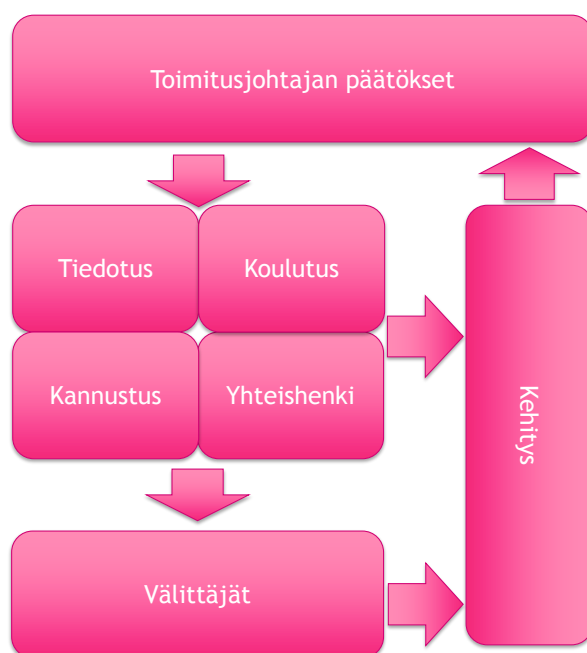 Toimitusjohtajan päätökset
Tiedotus
Koulutus
Kannustus
Yhteishenki
Kehitys
Välittäjät